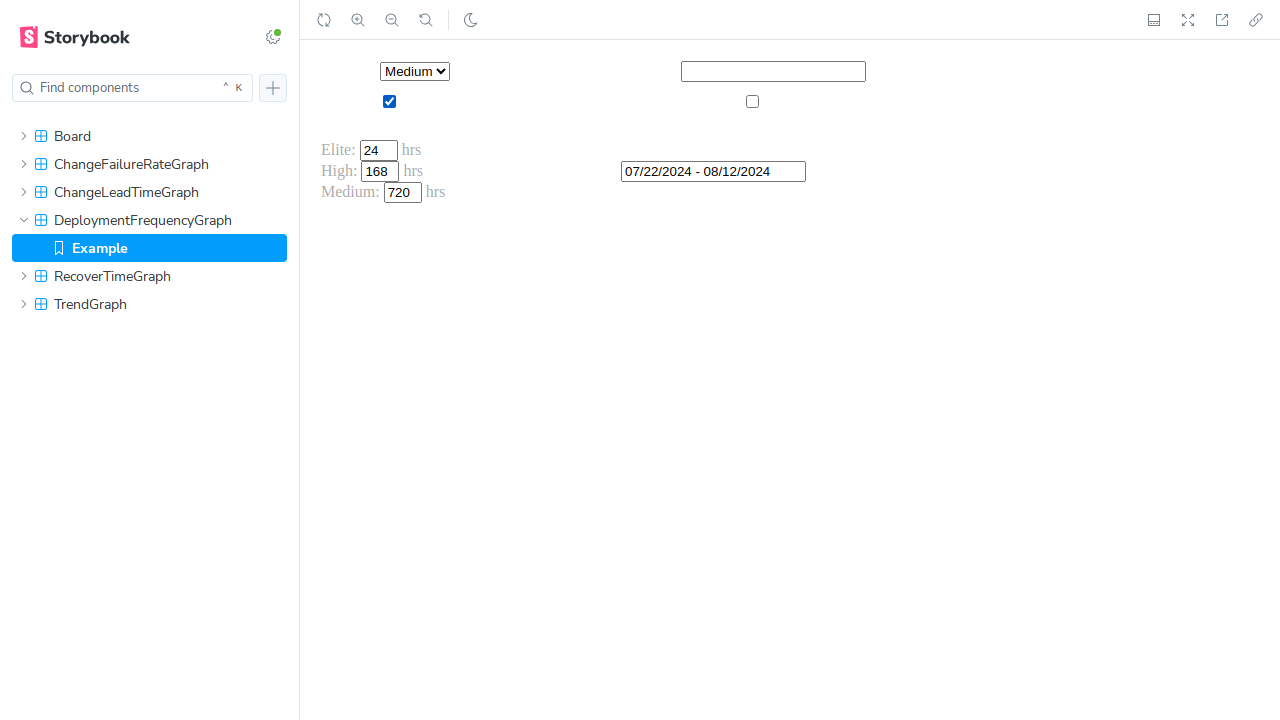 Storybook
Find components
^ K
Board
ChangeFailureRateGraph
ChangeLeadTimeGraph
DeploymentFrequencyGraph
Example
RecoverTimeGraph
TrendGraph
Medium
Elite: 24 hrs
High: 168 hrs
Medium: 720 hrs
07/22/2024 - 08/12/2024